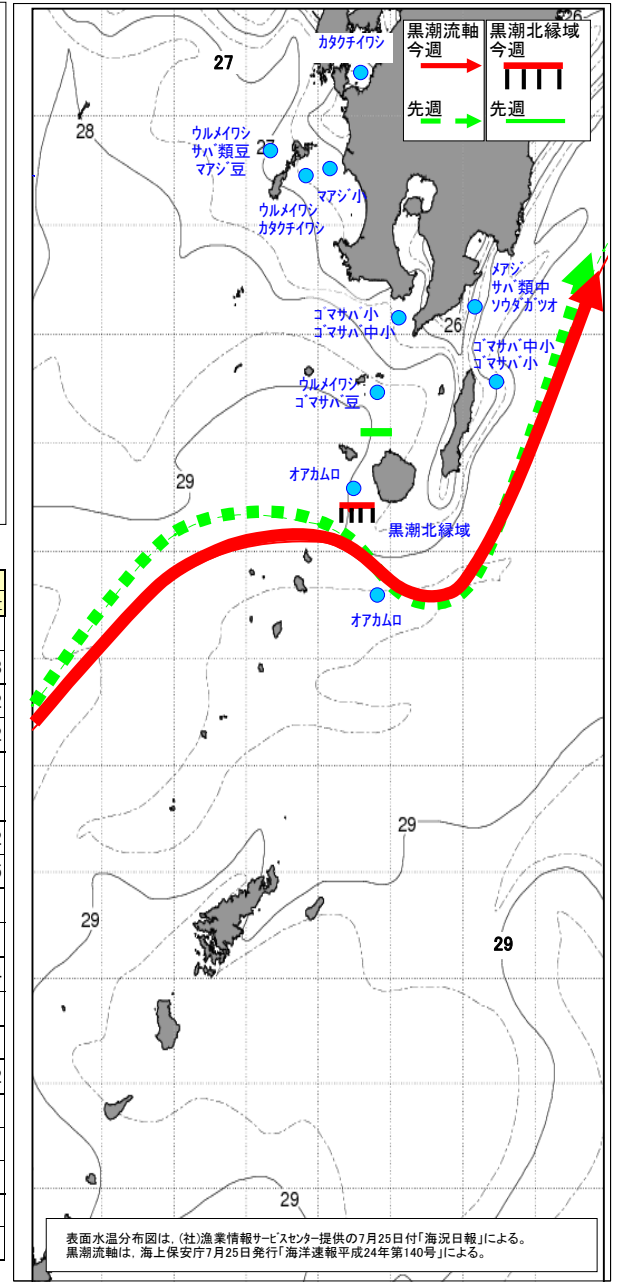 26
カタクチイワシ
27
黒潮流軸
今週
先週
黒潮北縁域
今週
先週
28
ウルメイワシ
サバ類豆
マアジ豆
27
マアジ小
ウルメイワシ
カタクチイワシ
メアジ
サバ類中
ソウダガツオ
ゴマサバ小
ゴマサバ中小
26
ゴマサバ中小
ゴマサバ小
ウルメイワシ
ゴマサバ豆
29
オアカムロ
黒潮北縁域
オアカムロ
29
29
29
29
表面水温分布図は, (社)漁業情報サービスセンター提供の7月25日付「海況日報」による。
黒潮流軸は, 海上保安庁7月25日発行「海洋速報平成24年第140号」による。